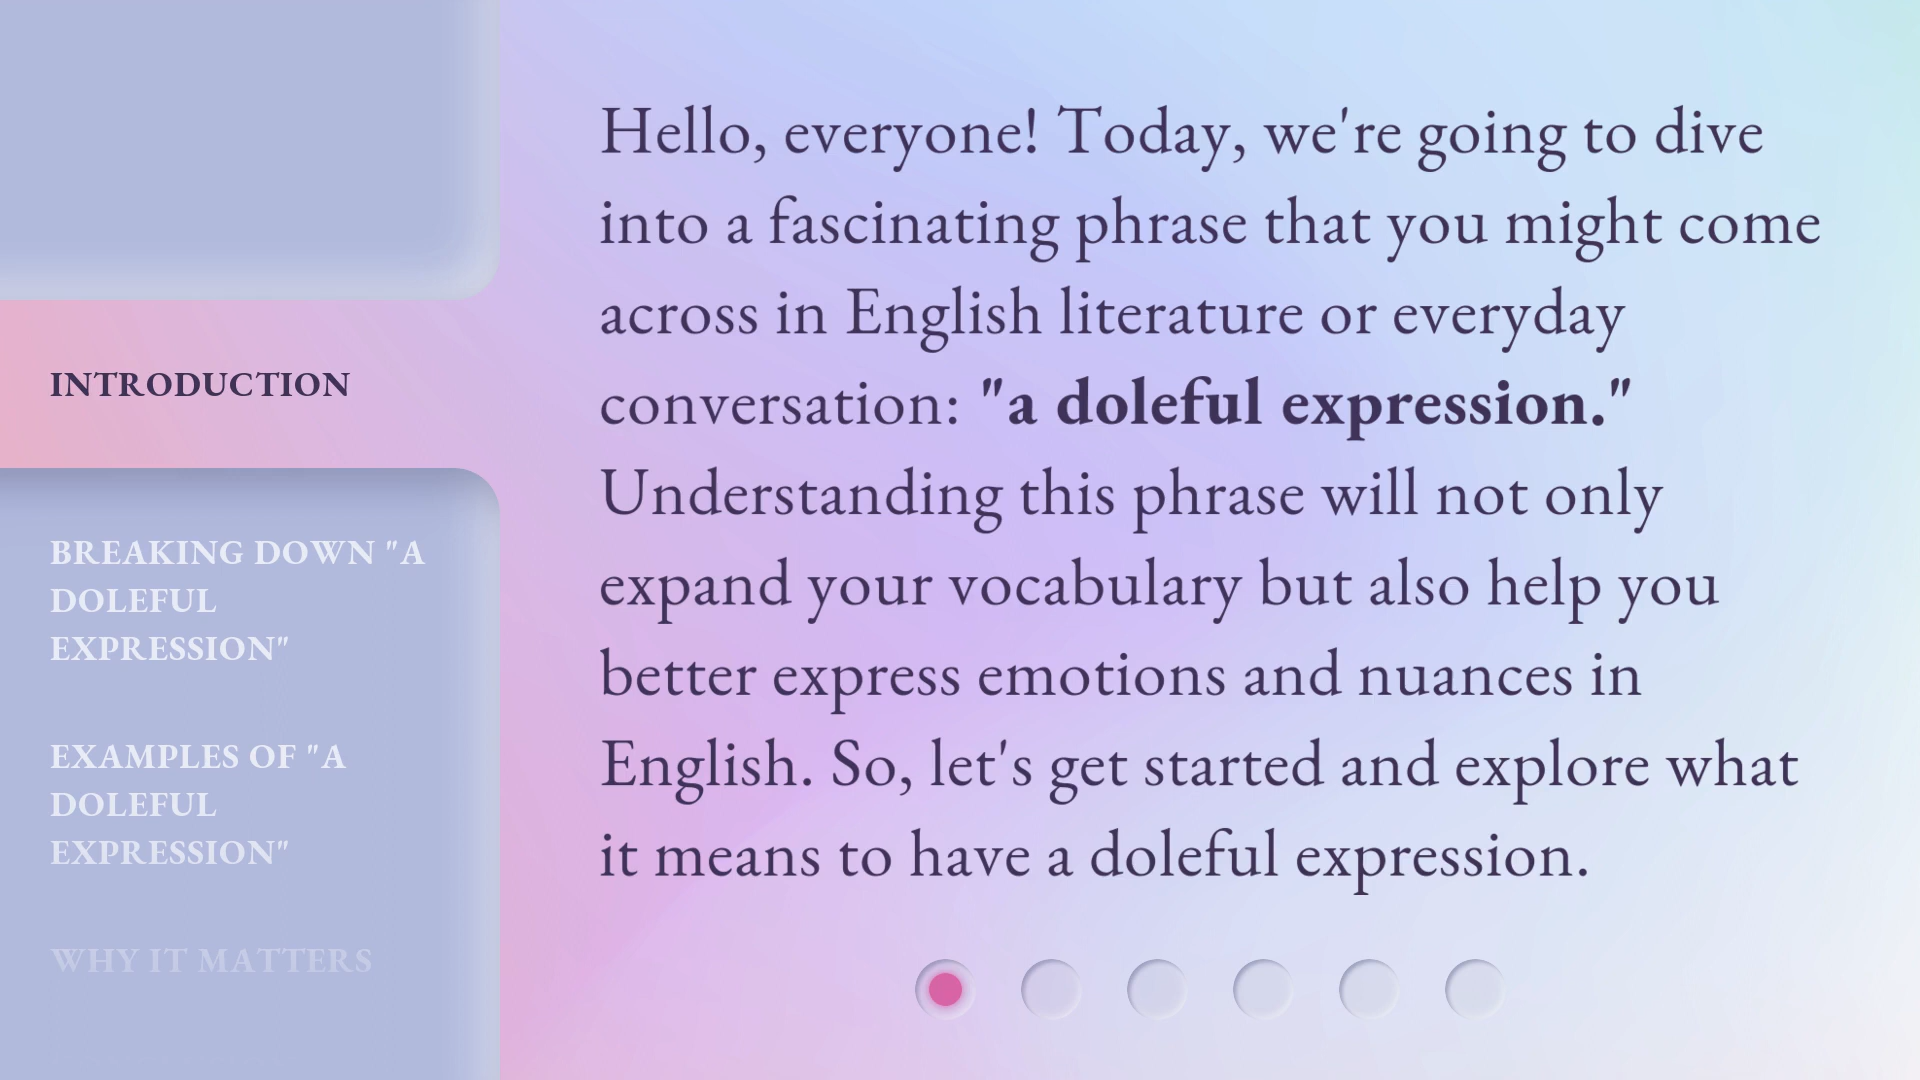 INTRODUCTION
BREAKING DOWN "A
DOLEFUL
EXPRESSION"
EXAMPLES OF "A
DOLEFUL
EXPRESSION"
WHY IT MATTERS
Hello, everyone! Today, we're going to dive
into a fascinating phrase that you might come
across in English literature or everyday
conversation: "a doleful expression."
Understanding this phrase will not only
expand your vocabulary but also help you
better express emotions and nuances in
English. So, let's get started and explore what
it means to have a doleful expression.